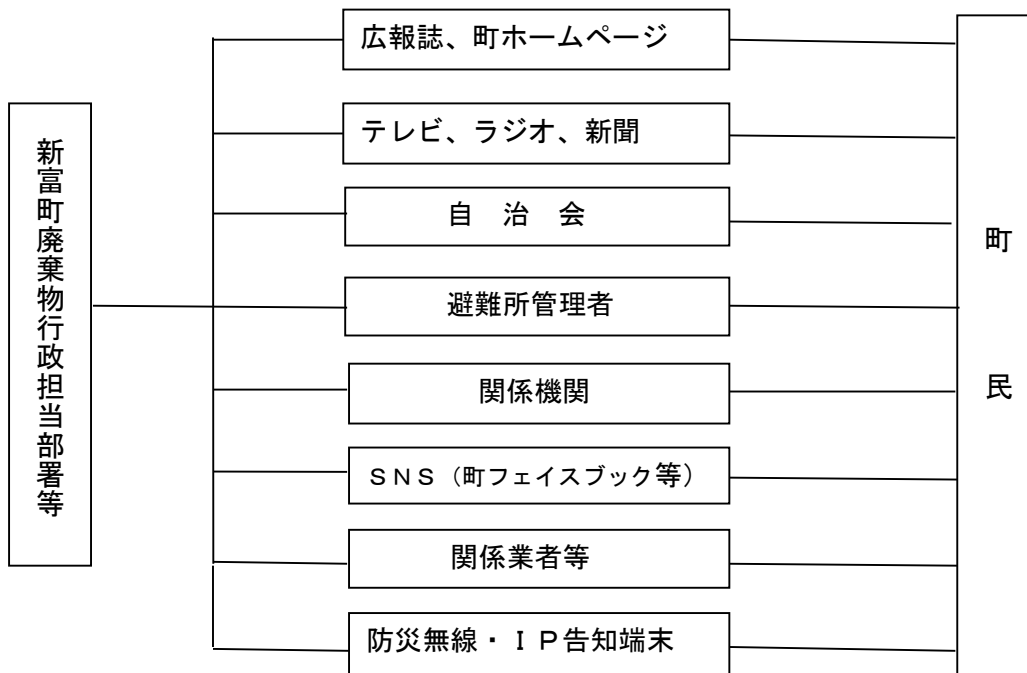 新富町廃棄物行政担当部署等
広報誌、町ホームページ
テレビ、ラジオ、新聞
自　治　会
避難所管理者
関係機関
ＳＮＳ（町フェイスブック等）
関係業者等
防災無線・ＩＰ告知端末
町民